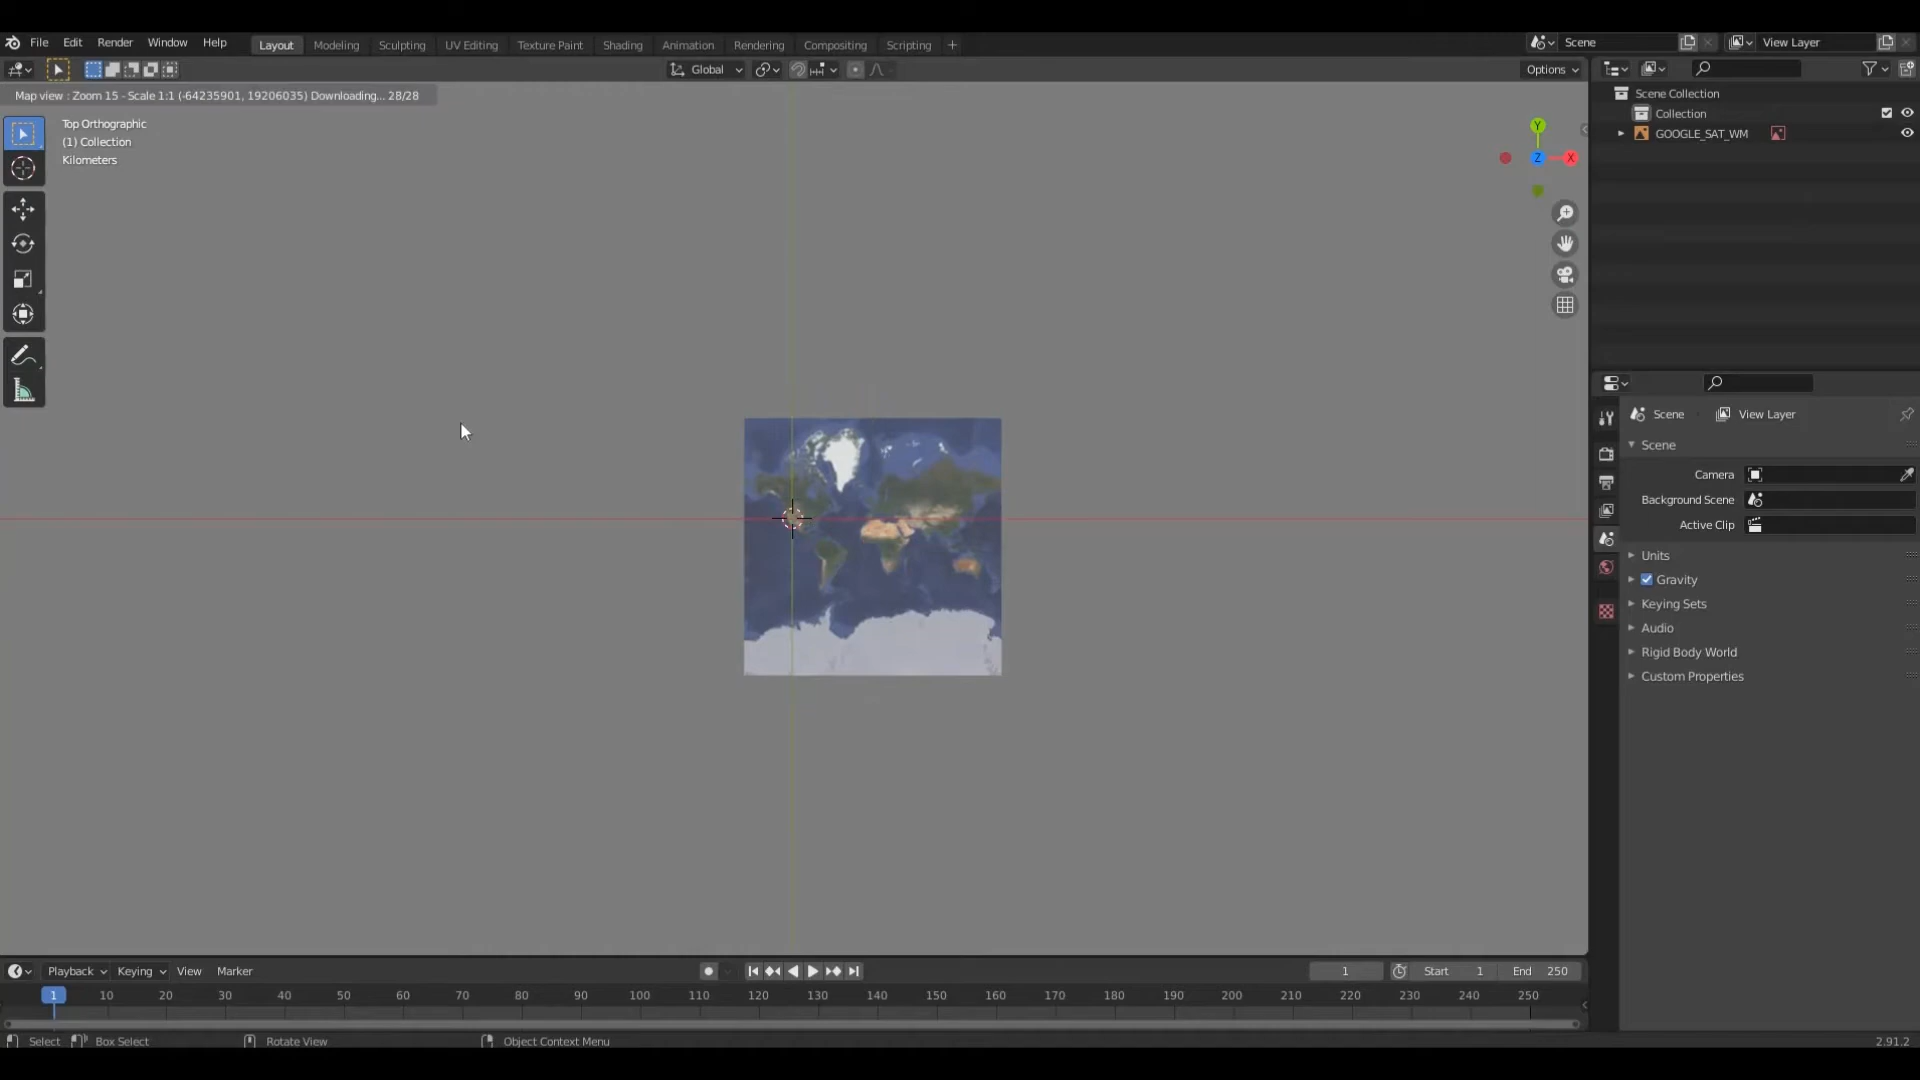 File Edit Render Window Help Layout Modeling Sculpting UV Editing Texture Paint Shading Animation Rendering Compositing Scripting + Scene View Layer
Global Options
Map view : Zoom 15 - Scale 1:1 (-64235901, 19206035) Downloading... 28/28
Top Orthographic
(1) Collection
Kilometers
Y
Z
X
Scene Collection
Collection
GOOGLE_SAT_WM
Scene View Layer
Scene
Camera
Background Scene
Active Clip
Units
Gravity
Keying Sets
Audio
Rigid Body World
Custom Properties
Playback Keying View Marker 1 Start 1 End 250
1 10 20 30 40 50 60 70 80 90 100 110 120 130 140 150 160 170 180 190 200 210 220 230 240 250
Select Box Select Rotate View Object Context Menu 2.91.2